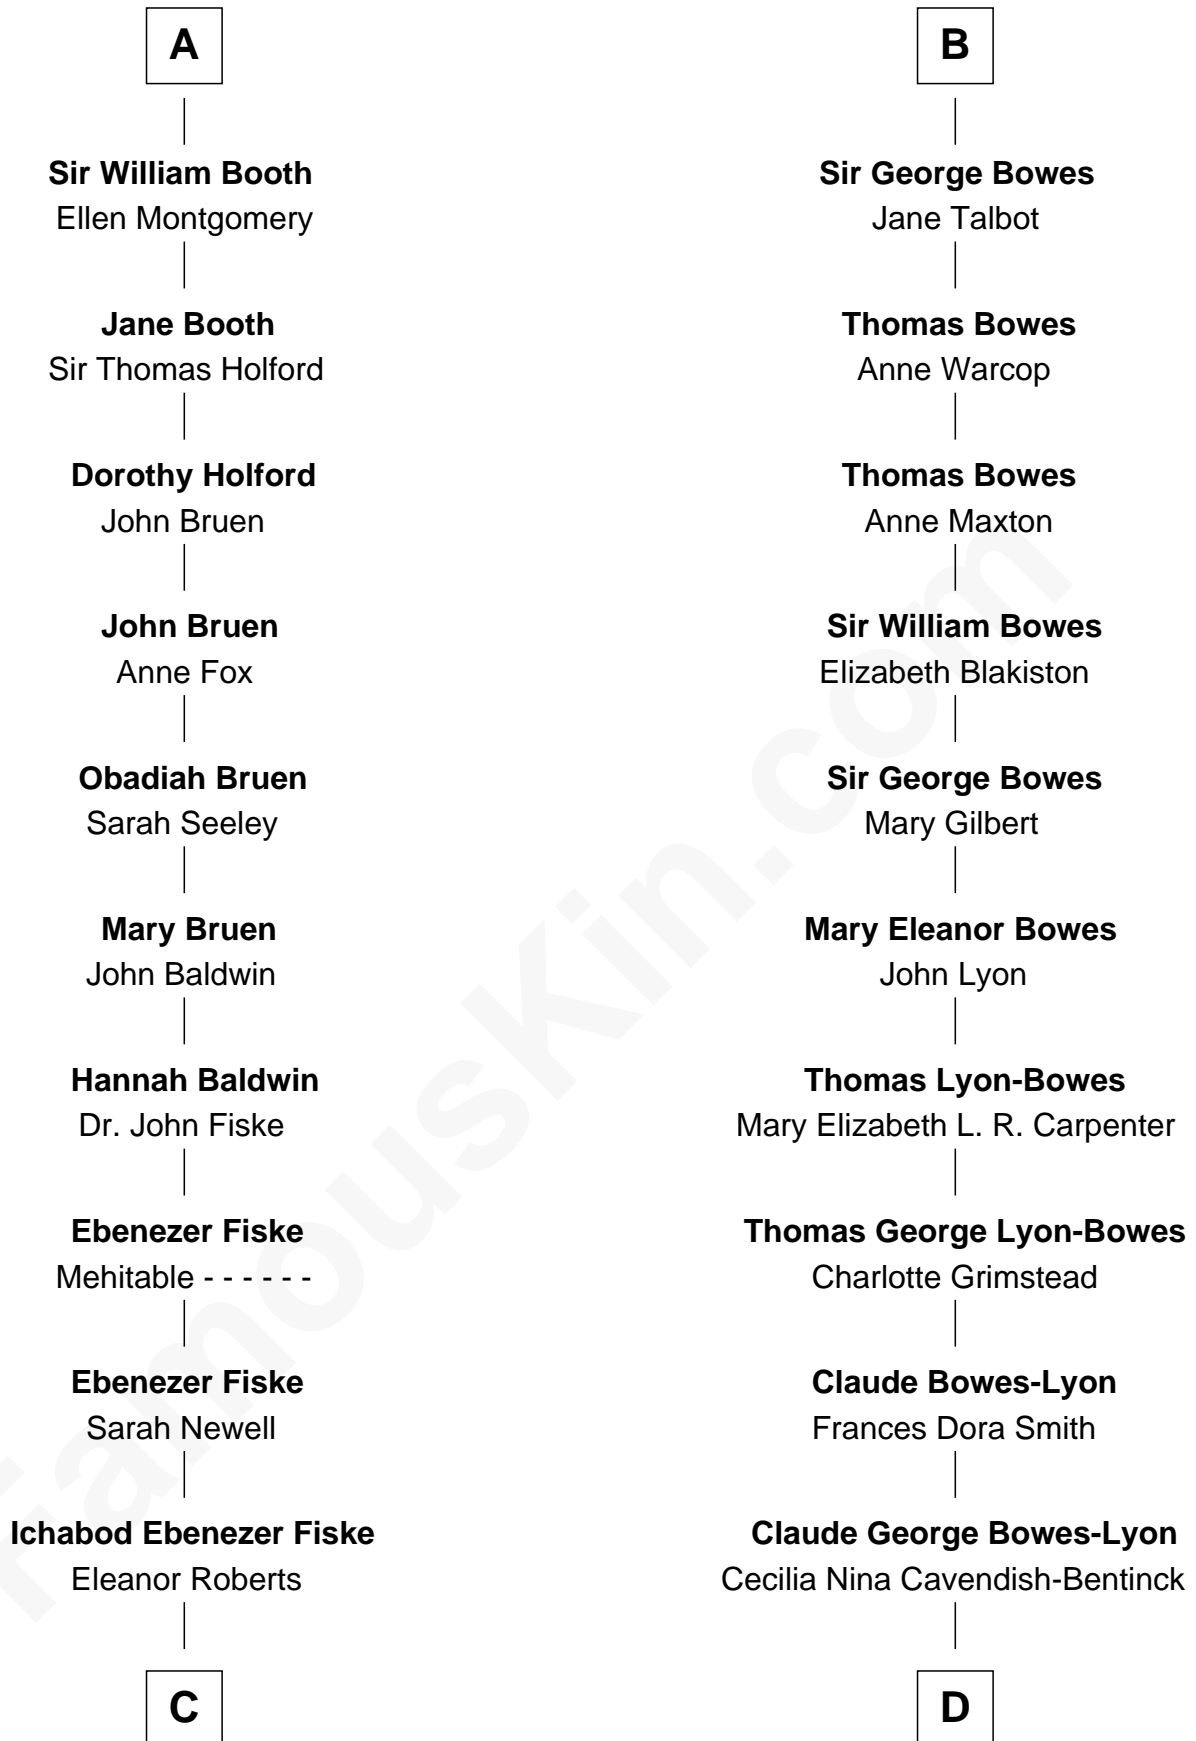 A
Sir William Booth
Ellen Montgomery
Jane Booth
Sir Thomas Holford
Dorothy Holford
John Bruen
John Bruen
Anne Fox
Obadiah Bruen
Sarah Seeley
Mary Bruen
John Baldwin
Hannah Baldwin
Dr. John Fiske
Ebenezer Fiske
Mehitable - - - - - -
Ebenezer Fiske
Sarah Newell
Ichabod Ebenezer Fiske
Eleanor Roberts
C
B
Sir George Bowes
Jane Talbot
Thomas Bowes
Anne Warcop
Thomas Bowes
Anne Maxton
Sir William Bowes
Elizabeth Blakiston
Sir George Bowes
Mary Gilbert
Mary Eleanor Bowes
John Lyon
Thomas Lyon-Bowes
Mary Elizabeth L. R. Carpenter
Thomas George Lyon-Bowes
Charlotte Grimstead
Claude Bowes-Lyon
Frances Dora Smith
Claude George Bowes-Lyon
Cecilia Nina Cavendish-Bentinck
D
FamousKin.com